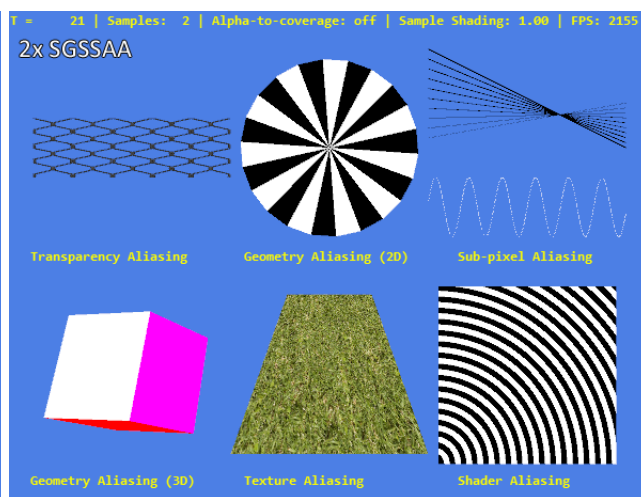 T = 21 | Samples: 2 | Alpha-to-coverage: off | Sample Shading: 1.00 | FPS: 2155
2x SGSSAA
Transparency Aliasing
Geometry Aliasing (2D)
Sub-pixel Aliasing
Geometry Aliasing (3D)
Texture Aliasing
Shader Aliasing